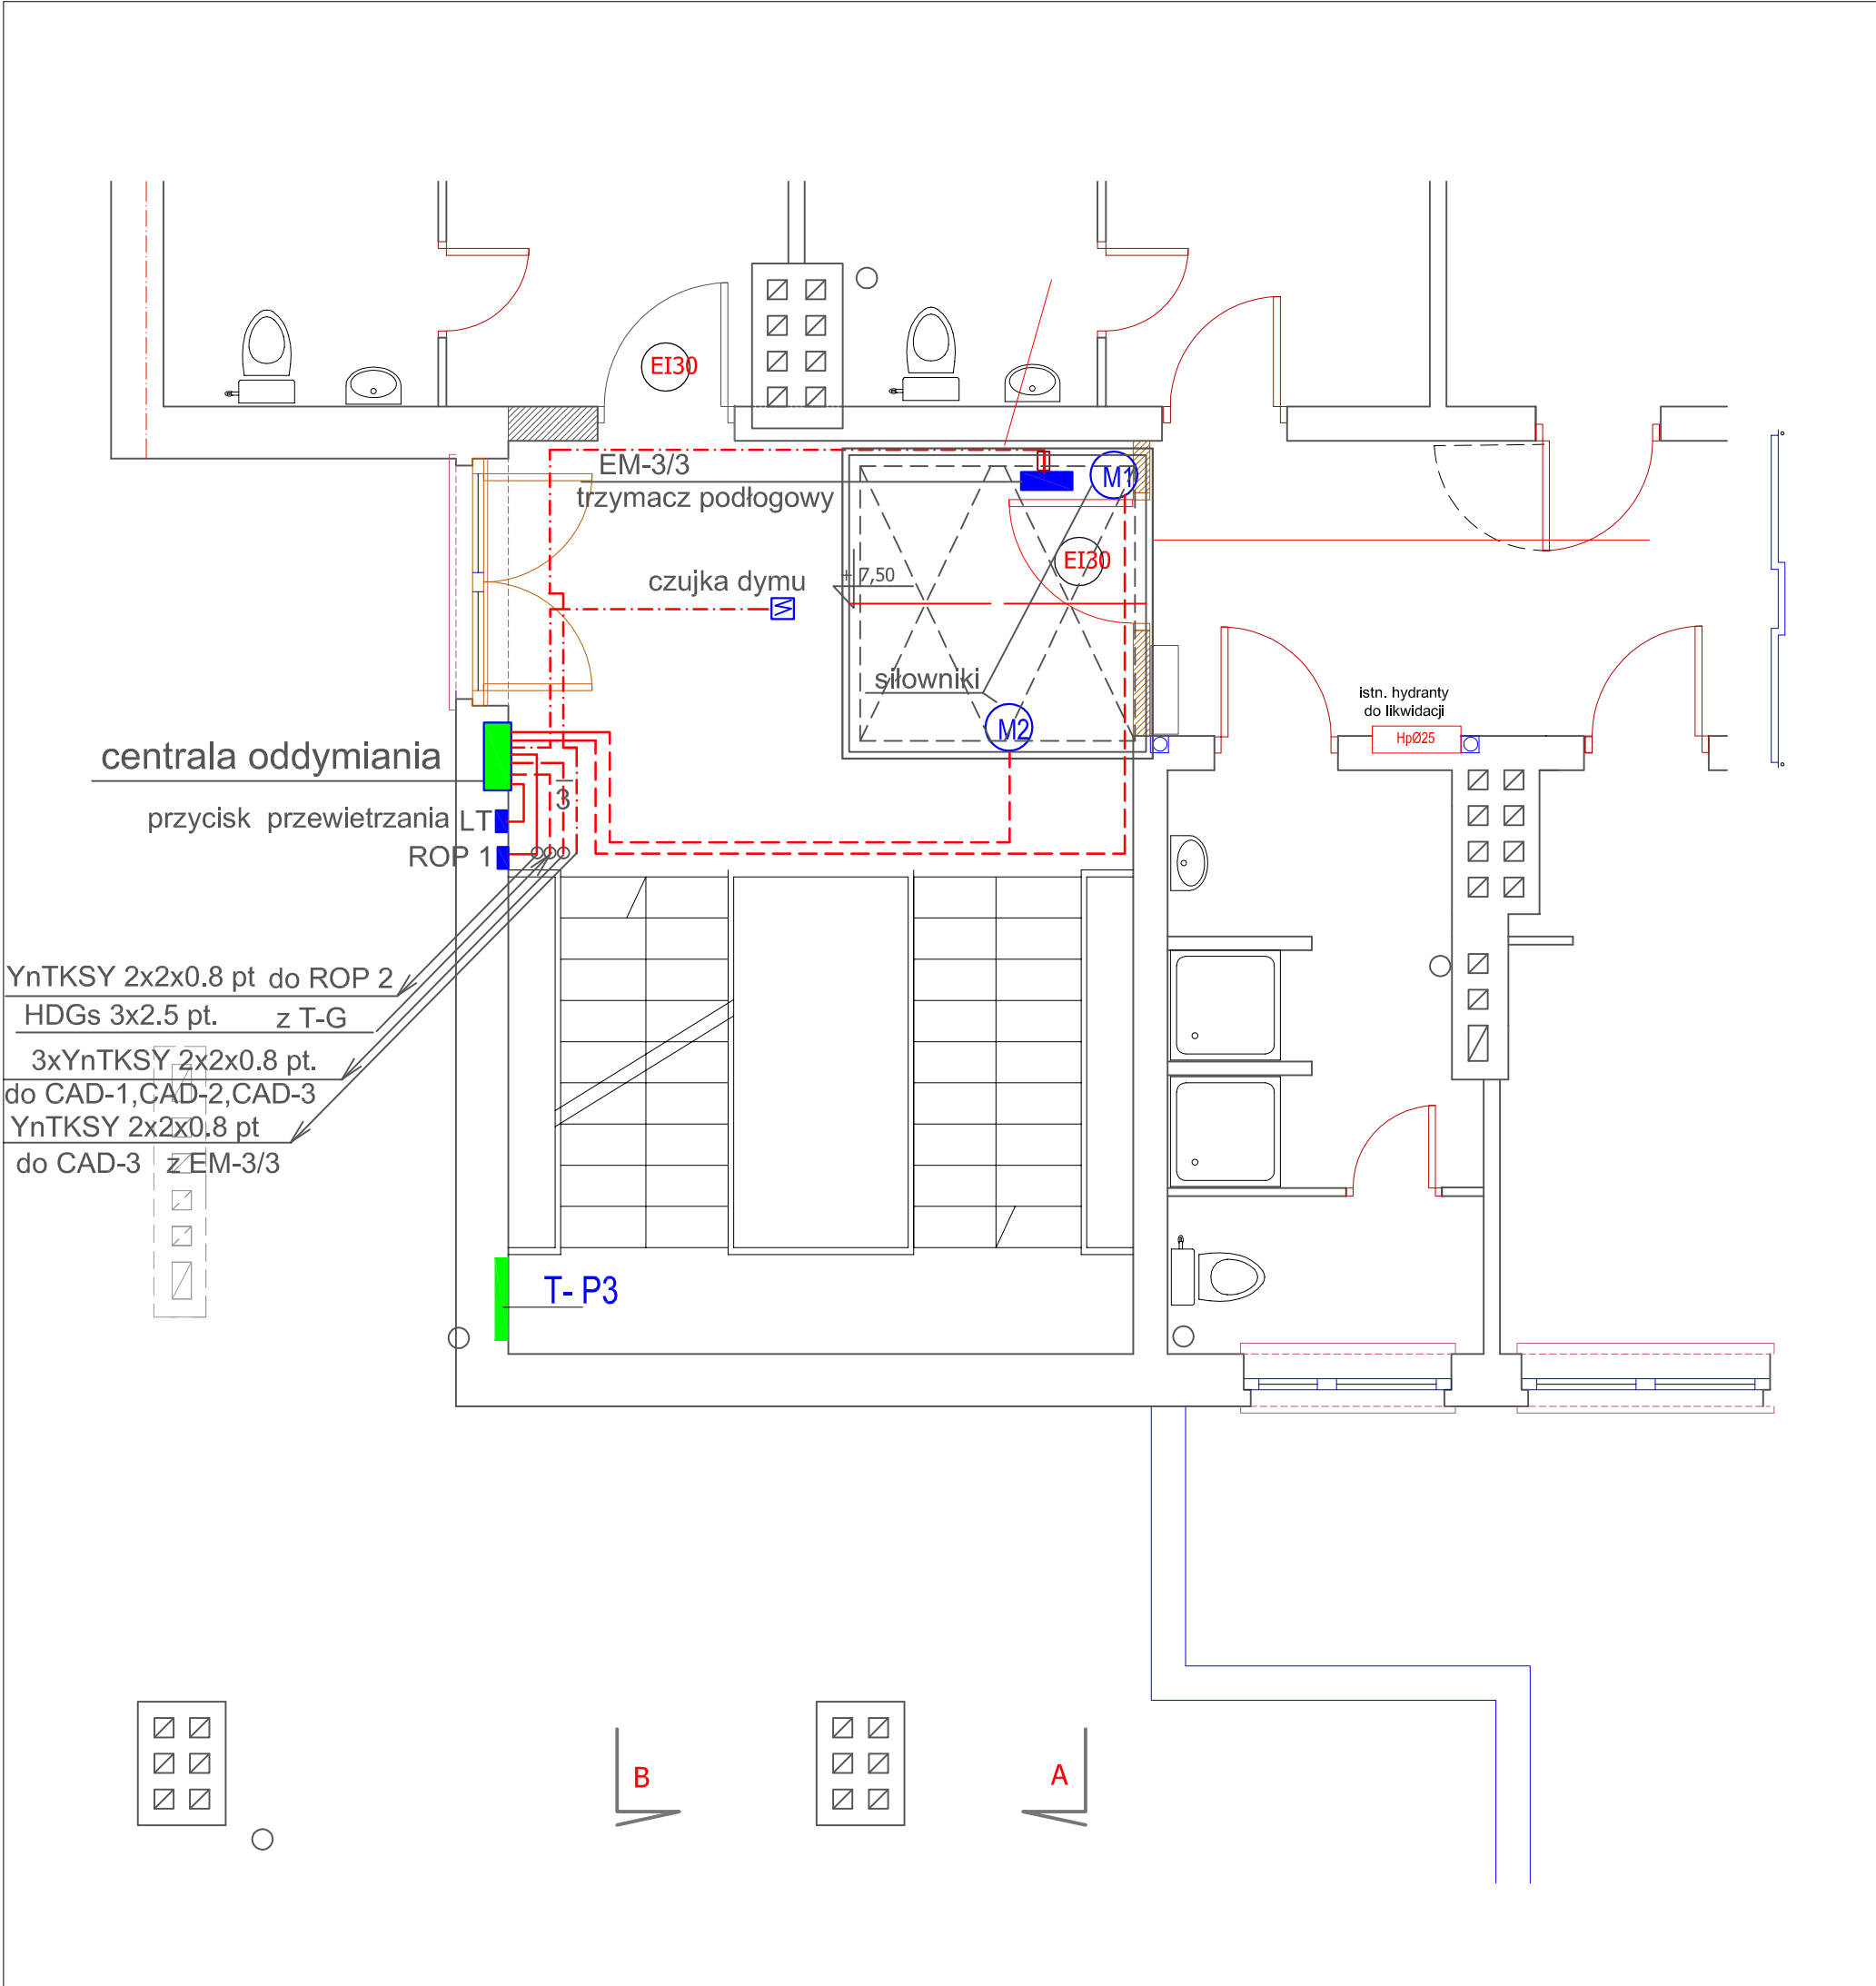 EI30
EM-3/3
trzymacz podłogowy
M1
EI30
czujka dymu
+ 7,50
siłowniki
M2
istn. hydranty
do likwidacji
HpØ25
centrala oddymiania
3
przycisk przewietrzania LT
ROP 1
YnTKSY 2x2x0.8 pt do ROP 2
HDGs 3x2.5 pt. z T-G
3xYnTKSY 2x2x0.8 pt.
do CAD-1,CAD-2,CAD-3
YnTKSY 2x2x0.8 pt
do CAD-3 z EM-3/3
T- P3
B
A